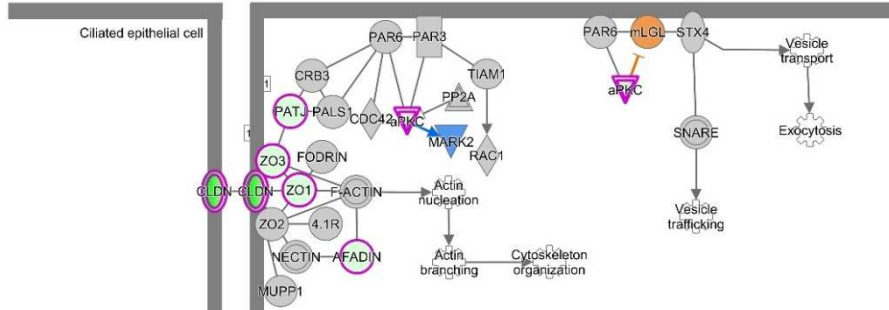 Ciliated epithelial cell
PAR6
PAR3
PAR6
mLGL
STX4
Vesicle
transport
CRB3
TIAM1
1
aPKC
PP2A
PATJ
PALS1
CDC42
aPKC
Exocytosis
MARK2
SNARE
1
RAC1
ZO3
FODRIN
CLDN
CLDN
ZO1
F-ACTIN
Actin
nucleation
ZO2
4.1R
Vesicle
trafficking
NECTIN
AFADIN
Actin
branching
Cytoskeleton
organization
MUPP1